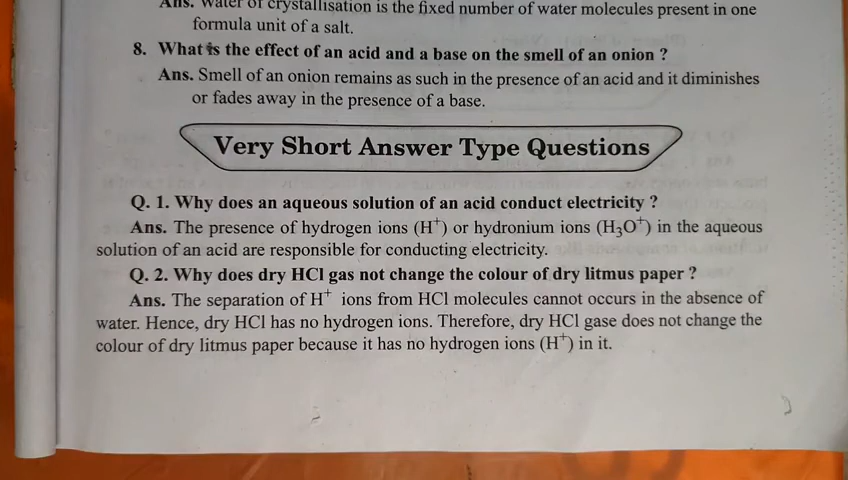 Ans. Water of crystallisation is the fixed number of water molecules present in one
formula unit of a salt.
8. What is the effect of an acid and a base on the smell of an onion ?
Ans. Smell of an onion remains as such in the presence of an acid and it diminishes
or fades away in the presence of a base.
Very Short Answer Type Questions
Q. 1. Why does an aqueous solution of an acid conduct electricity ?
Ans. The presence of hydrogen ions (H⁺) or hydronium ions (H₃O⁺) in the aqueous
solution of an acid are responsible for conducting electricity.
Q. 2. Why does dry HCl gas not change the colour of dry litmus paper ?
Ans. The separation of H⁺ ions from HCl molecules cannot occurs in the absence of
water. Hence, dry HCl has no hydrogen ions. Therefore, dry HCl gase does not change the
colour of dry litmus paper because it has no hydrogen ions (H⁺) in it.